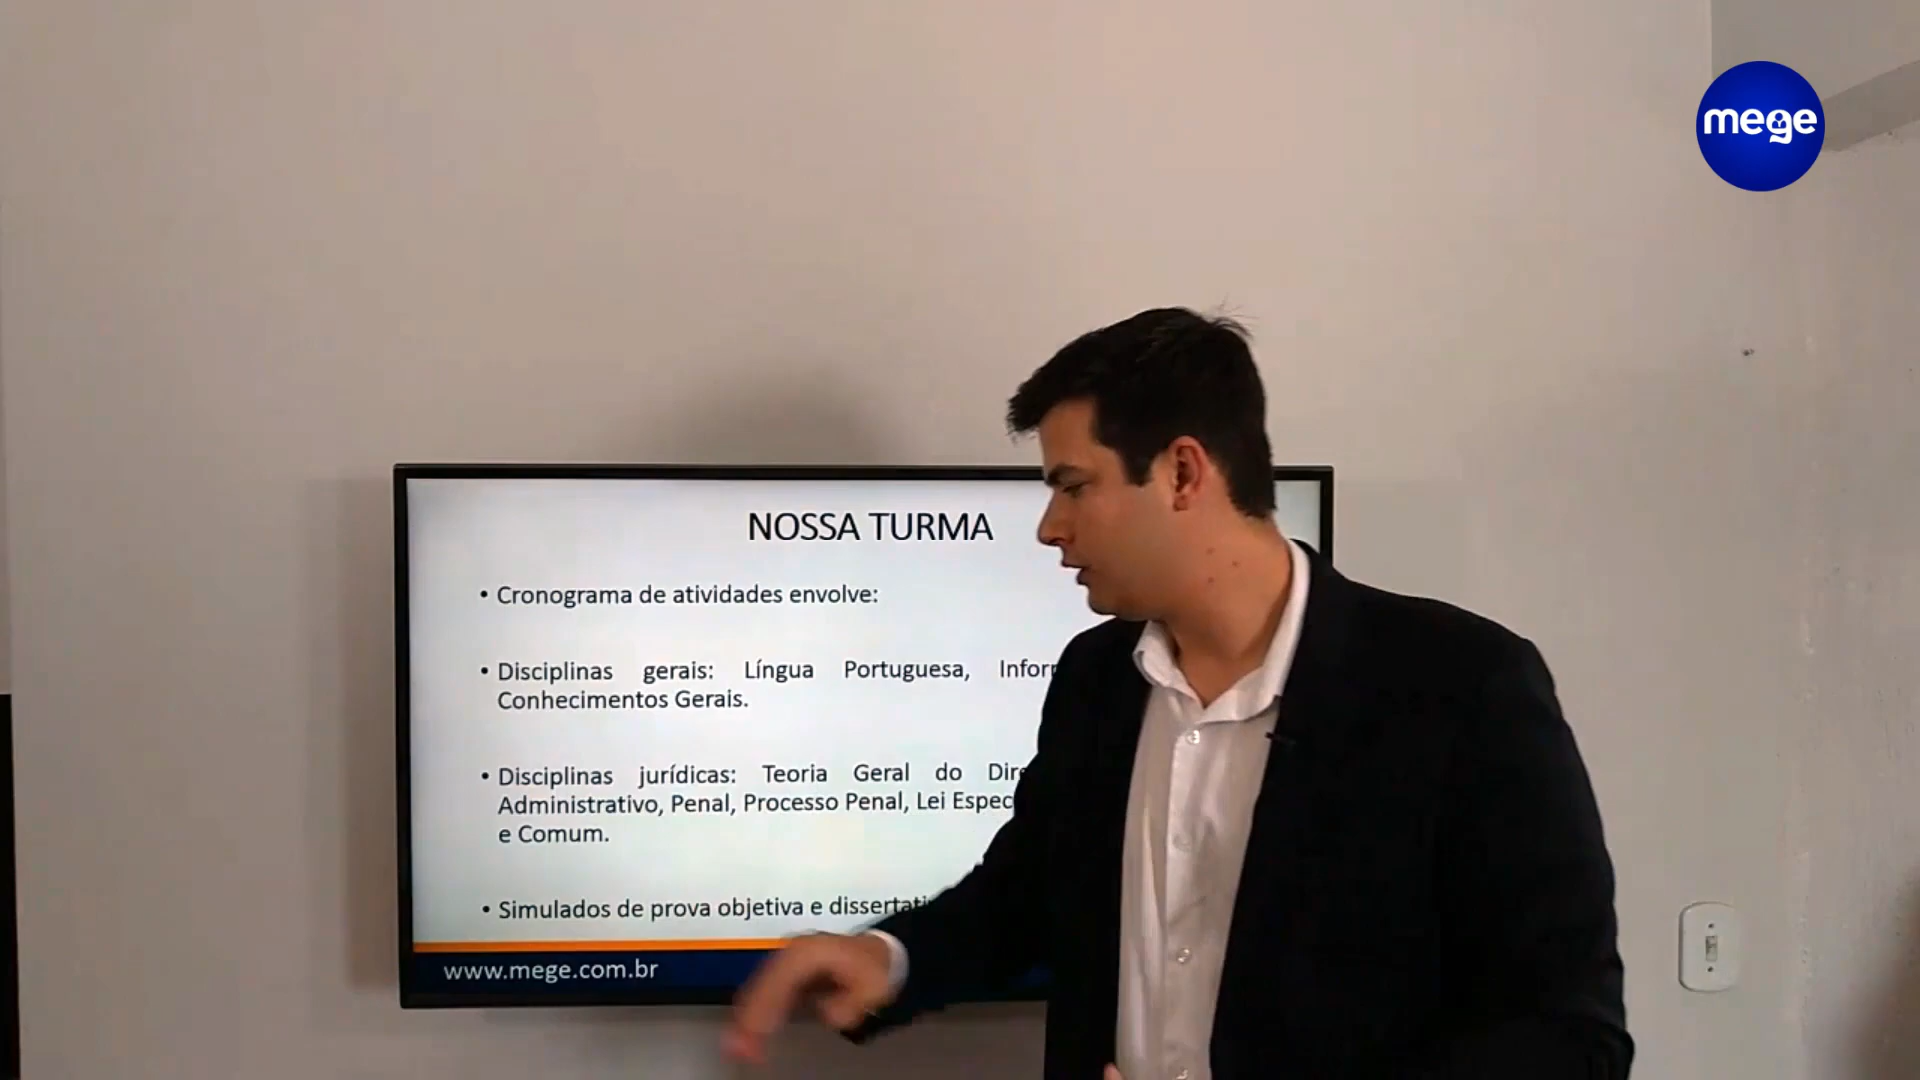 mege
NOSSA TURMA
• Cronograma de atividades envolve:
• Disciplinas gerais: Língua Portuguesa,
Conhecimentos Gerais.
• Disciplinas jurídicas: Teoria Geral do
Administrativo, Penal, Processo Penal, Lei
e Comum.
• Simulados de prova objetiva e
www.mege.com.br